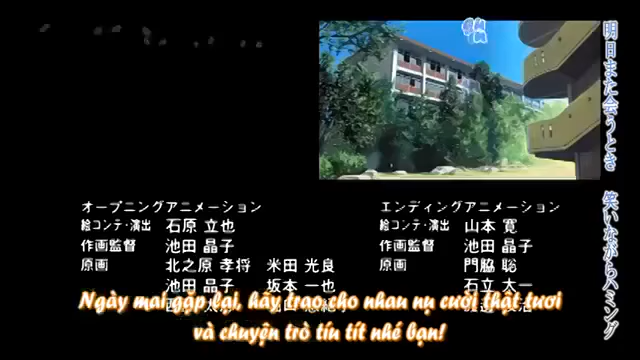 明日また会うとき 笑いながらハミング
オープニングアニメーション
絵コンテ・演出 石原 立也
作画監督 池田 晶子
原画 北之原 孝将 米田 光良
池田 晶子 坂本 一也
エンディングアニメーション
絵コンテ・演出 山本 寛
作画監督 池田 晶子
原画 門脇 聡
石立 太一
Ngày mai gặp lại, hãy trao cho nhau nụ cười thật tươi
và chuyện trò tíu tít nhé bạn!